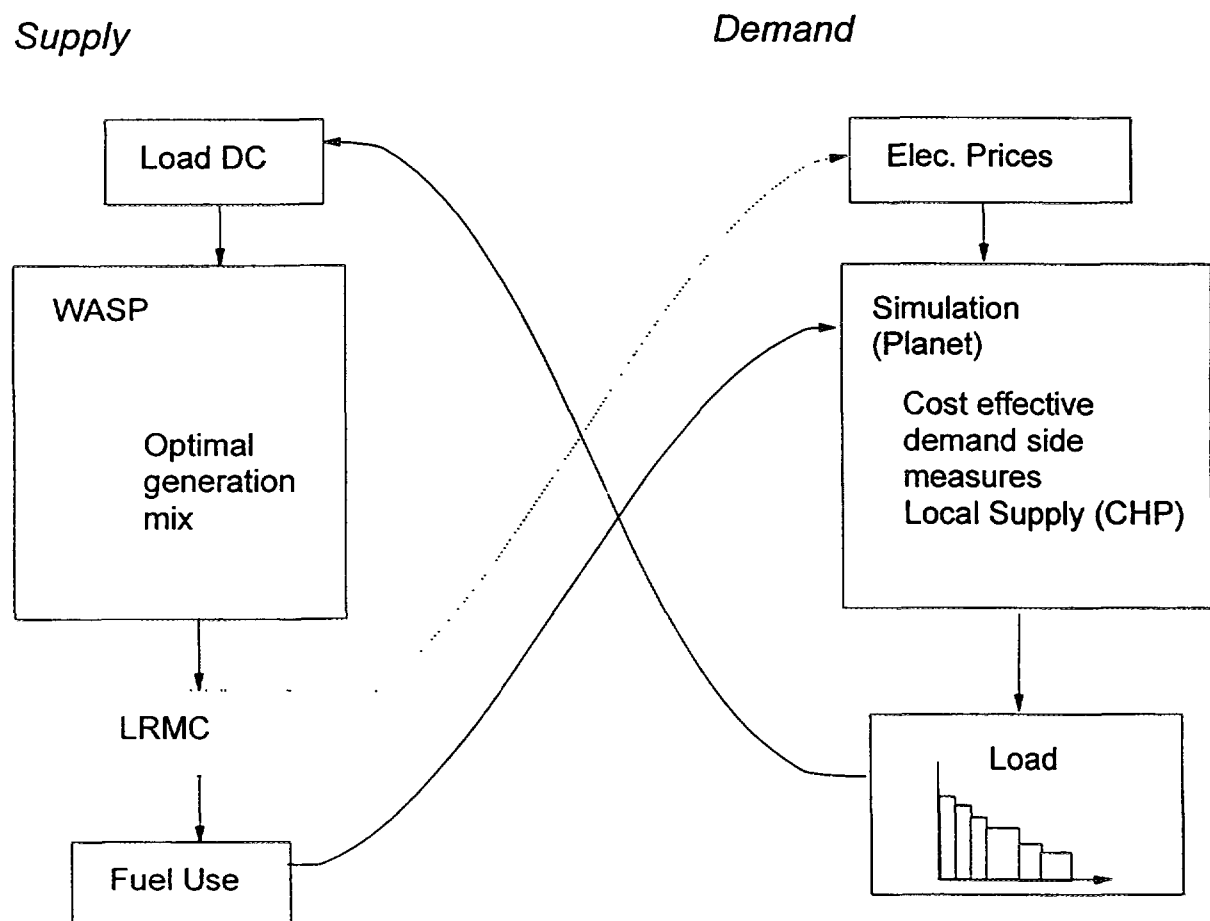 Supply
Demand
Load DC
Elec. Prices
WASP
Optimal
generation
mix
Simulation
(Planet)
Cost effective
demand side
measures
Local Supply (CHP)
LRMC
Load
Fuel Use